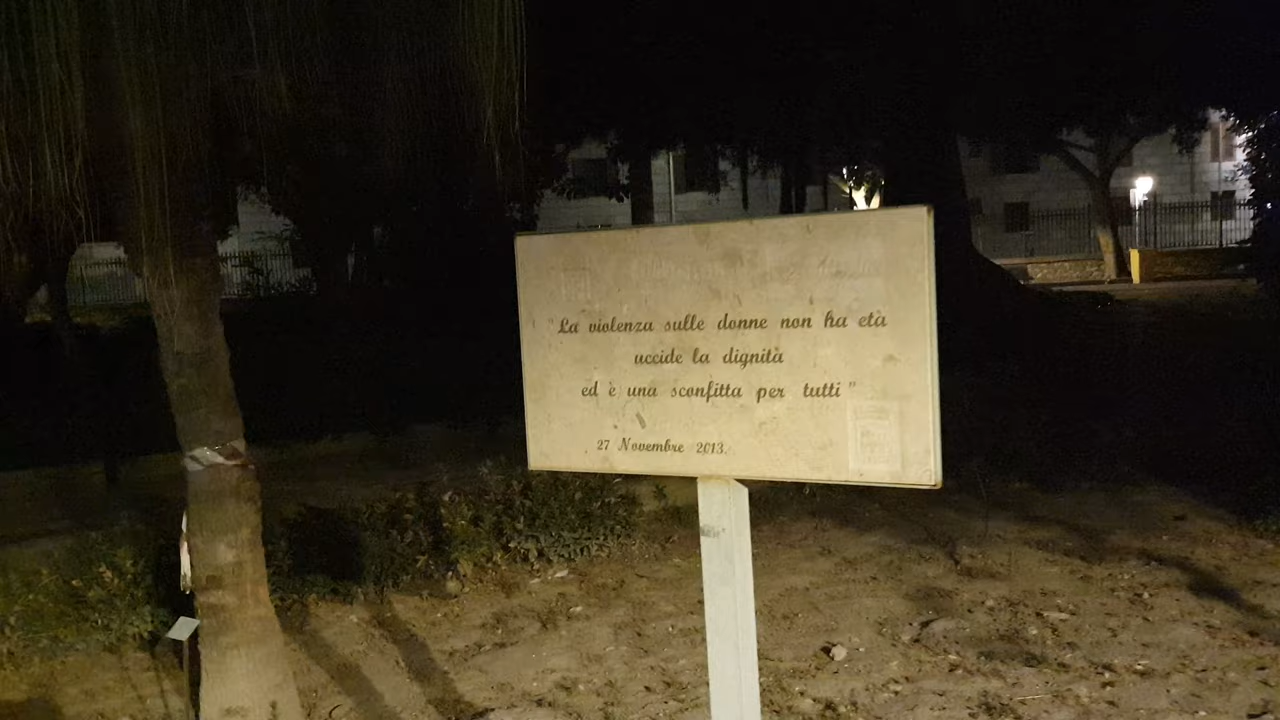 "La violenza sulle donne non ha età
uccide la dignità
ed è una sconfitta per tutti"
27 Novembre 2013.